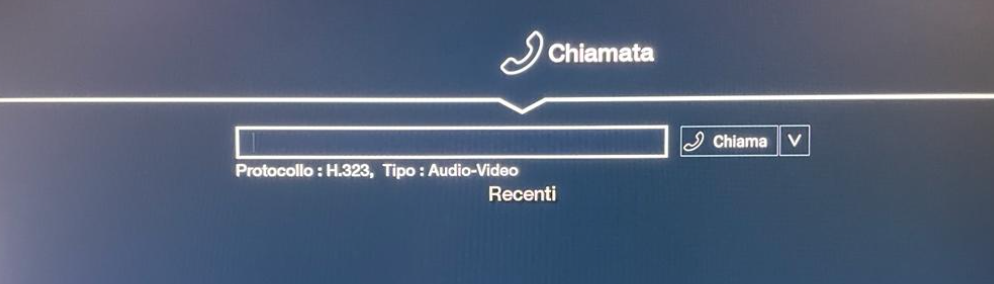 Chiamata
Chiama
Protocollo : H.323, Tipo : Audio-Video
Recenti